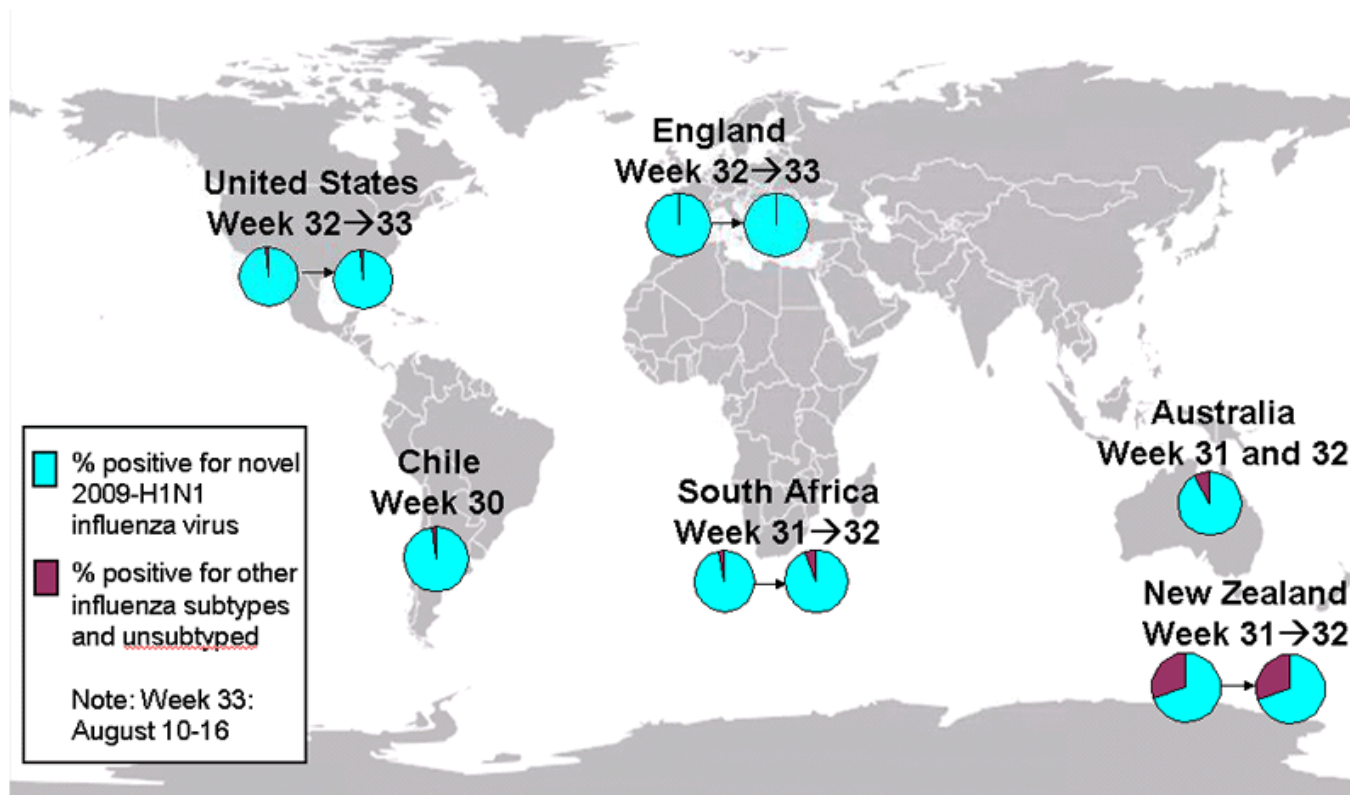 England
Week 32→33
United States
Week 32→33
Australia
Week 31 and 32
Chile
Week 30
South Africa
Week 31→32
New Zealand
Week 31→32
% positive for novel
2009-H1N1
influenza virus
% positive for other
influenza subtypes
and unsubtyped
Note: Week 33:
August 10-16